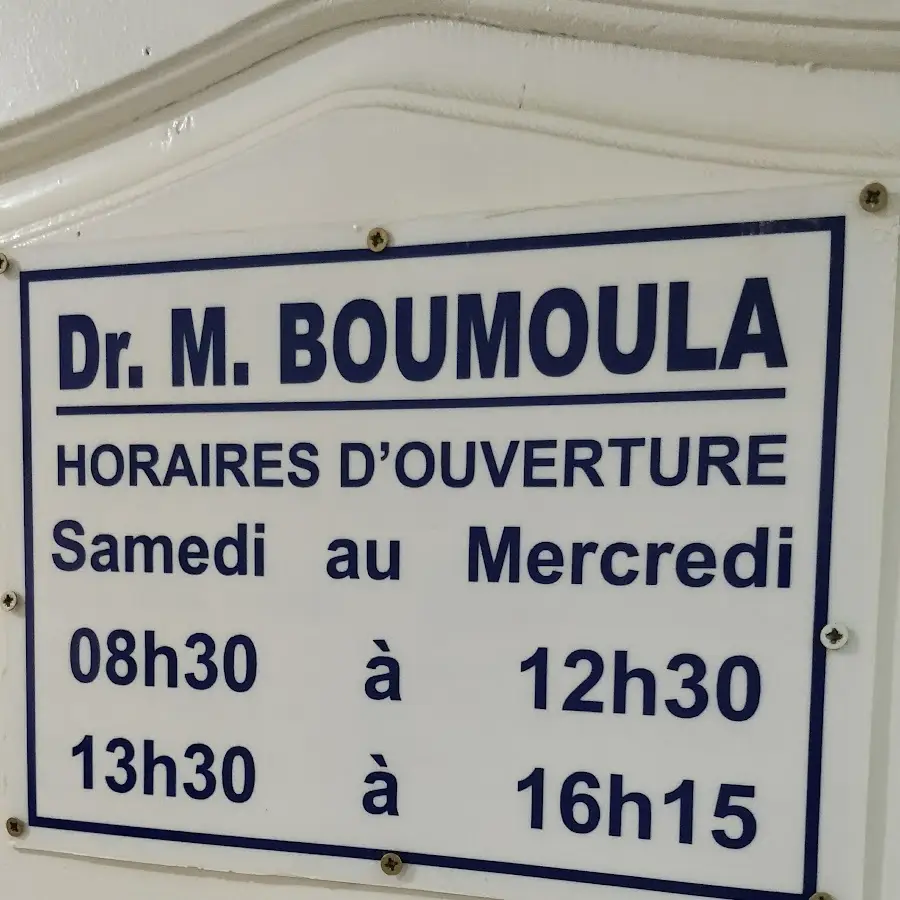 Dr. M. BOUMOULA
HORAIRES D'OUVERTURE
Samedi au Mercredi
08h30 à 12h30
13h30 à 16h15